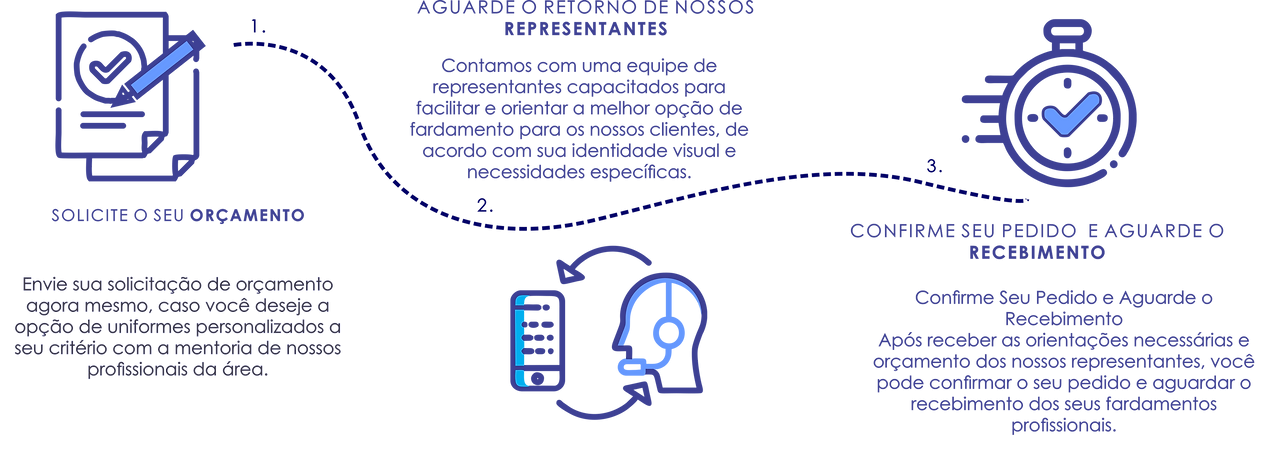 1.
SOLICITE O SEU ORÇAMENTO
Envie sua solicitação de orçamento
agora mesmo, caso você deseje a
opção de uniformes personalizados a
seu critério com a mentoria de nossos
profissionais da área.
AGUARDE O RETORNO DE NOSSOS
REPRESENTANTES
Contamos com uma equipe de
representantes capacitados para
facilitar e orientar a melhor opção de
fardamento para os nossos clientes, de
acordo com sua identidade visual e
necessidades específicas.
2.
3.
CONFIRME SEU PEDIDO E AGUARDE O
RECEBIMENTO
Confirme Seu Pedido e Aguarde o
Recebimento
Após receber as orientações necessárias e
orçamento dos nossos representantes, você
pode confirmar o seu pedido e aguardar o
recebimento dos seus fardamentos
profissionais.